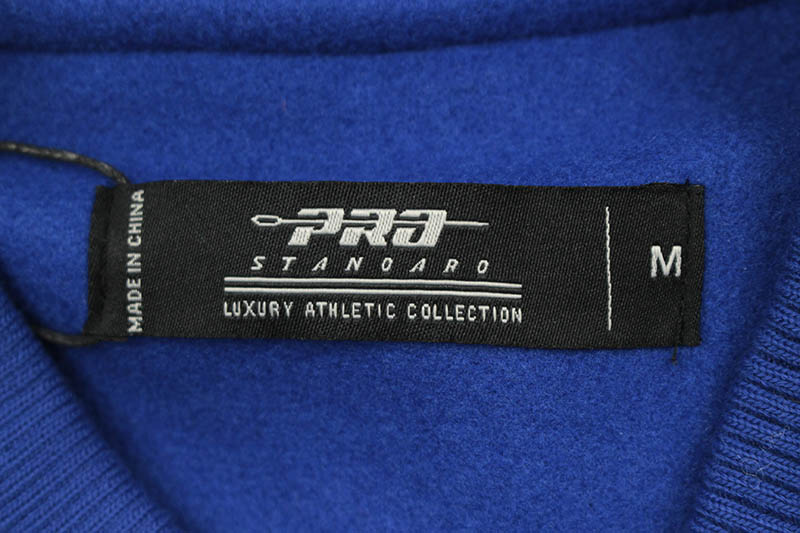 MADE IN CHINA
PRO
STANDARD
LUXURY ATHLETIC COLLECTION
M